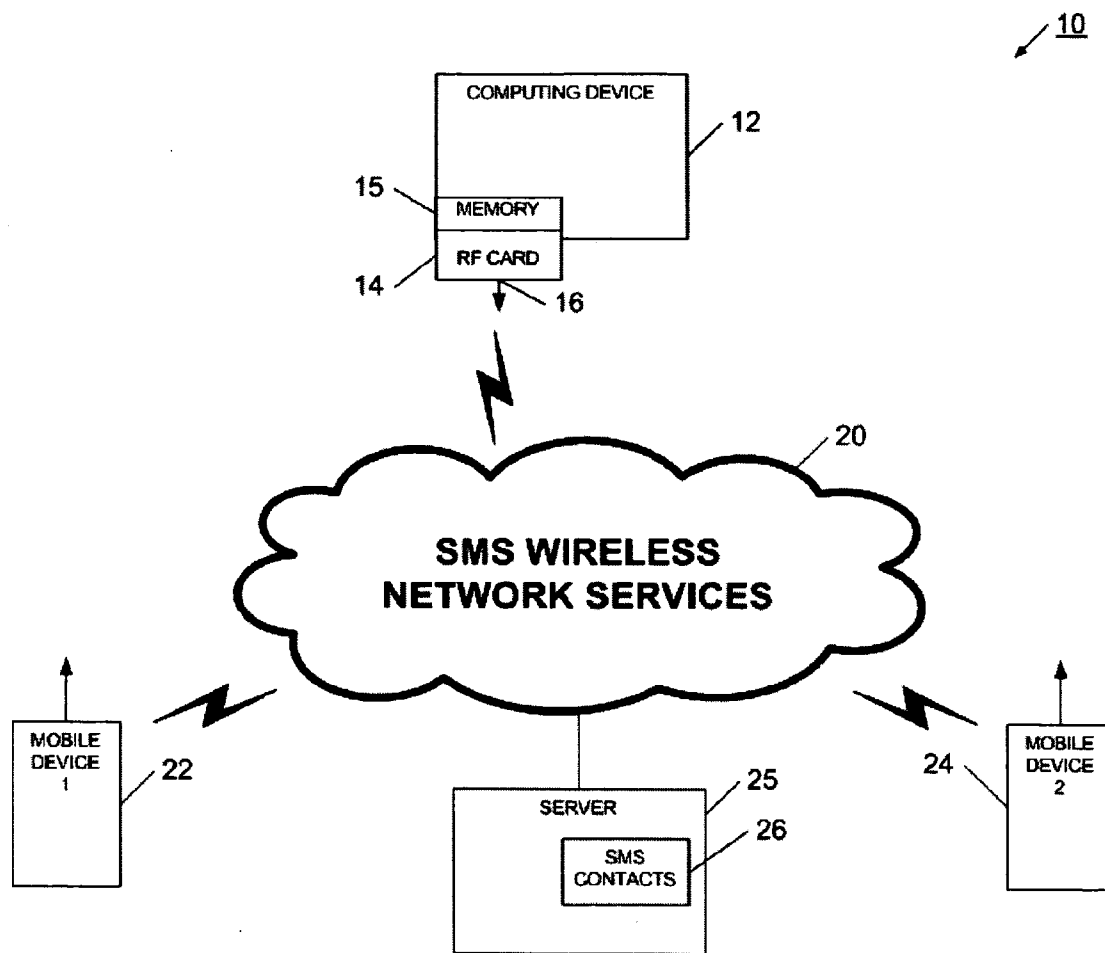 10
COMPUTING DEVICE
12
15
MEMORY
14
RF CARD
16
20
SMS WIRELESS
NETWORK SERVICES
MOBILE
DEVICE
1
22
SERVER
25
SMS
CONTACTS
26
24
MOBILE
DEVICE
2